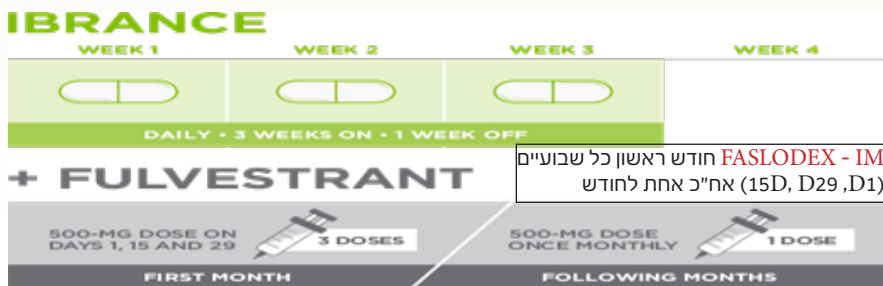 IBRANCE
WEEK 1 WEEK 2 WEEK 3 WEEK 4
DAILY • 3 WEEKS ON • 1 WEEK OFF
FASLODEX - IM חודש ראשון כל שבועיים
(D1, D29 ,15D) אח"כ אחת לחודש
+ FULVESTRANT
500-MG DOSE ON
DAYS 1, 15 AND 29
3 DOSES
500-MG DOSE
ONCE MONTHLY
1 DOSE
FIRST MONTH
FOLLOWING MONTHS